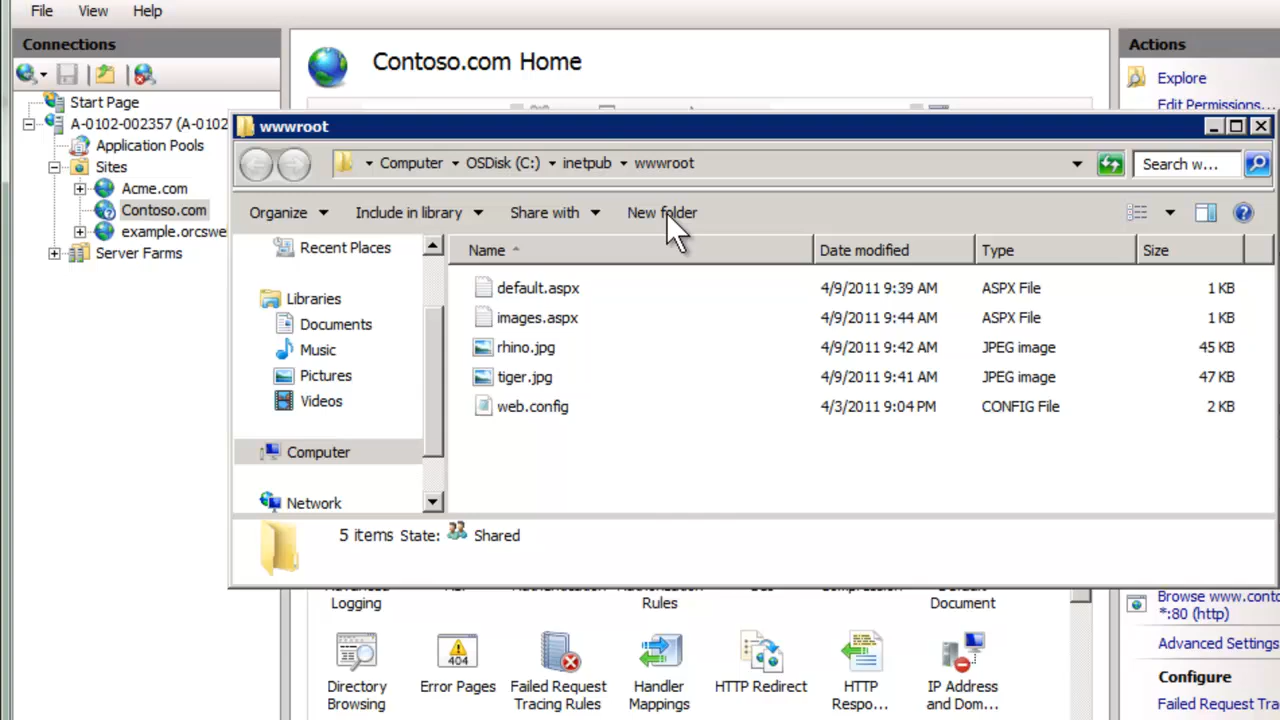 File View Help
Connections
Contoso.com Home
Actions
Explore
Edit Permissions...
Start Page
A-0102-002357 (A-0102
Application Pools
Sites
Acme.com
Contoso.com
example.orcswe
Server Farms
wwwroot
Computer OSDisk (C:) inetpub wwwroot
Search w...
Organize Include in library Share with New folder
Name Date modified Type Size
Recent Places
Libraries
Documents
Music
Pictures
Videos
Computer
Network
default.aspx 4/9/2011 9:39 AM ASPX File 1 KB
images.aspx 4/9/2011 9:44 AM ASPX File 1 KB
rhino.jpg 4/9/2011 9:42 AM JPEG image 45 KB
tiger.jpg 4/9/2011 9:41 AM JPEG image 47 KB
web.config 4/3/2011 9:04 PM CONFIG File 2 KB
5 items State: Shared
Logging
Rules
Document
Directory
Browsing
404
Error Pages
Failed Request
Tracing Rules
Handler
Mappings
HTTP Redirect
HTTP
Respo...
IP Address
and Dom...
Browse www.conto
*:80 (http)
Advanced Settings
Configure
Failed Request Tra